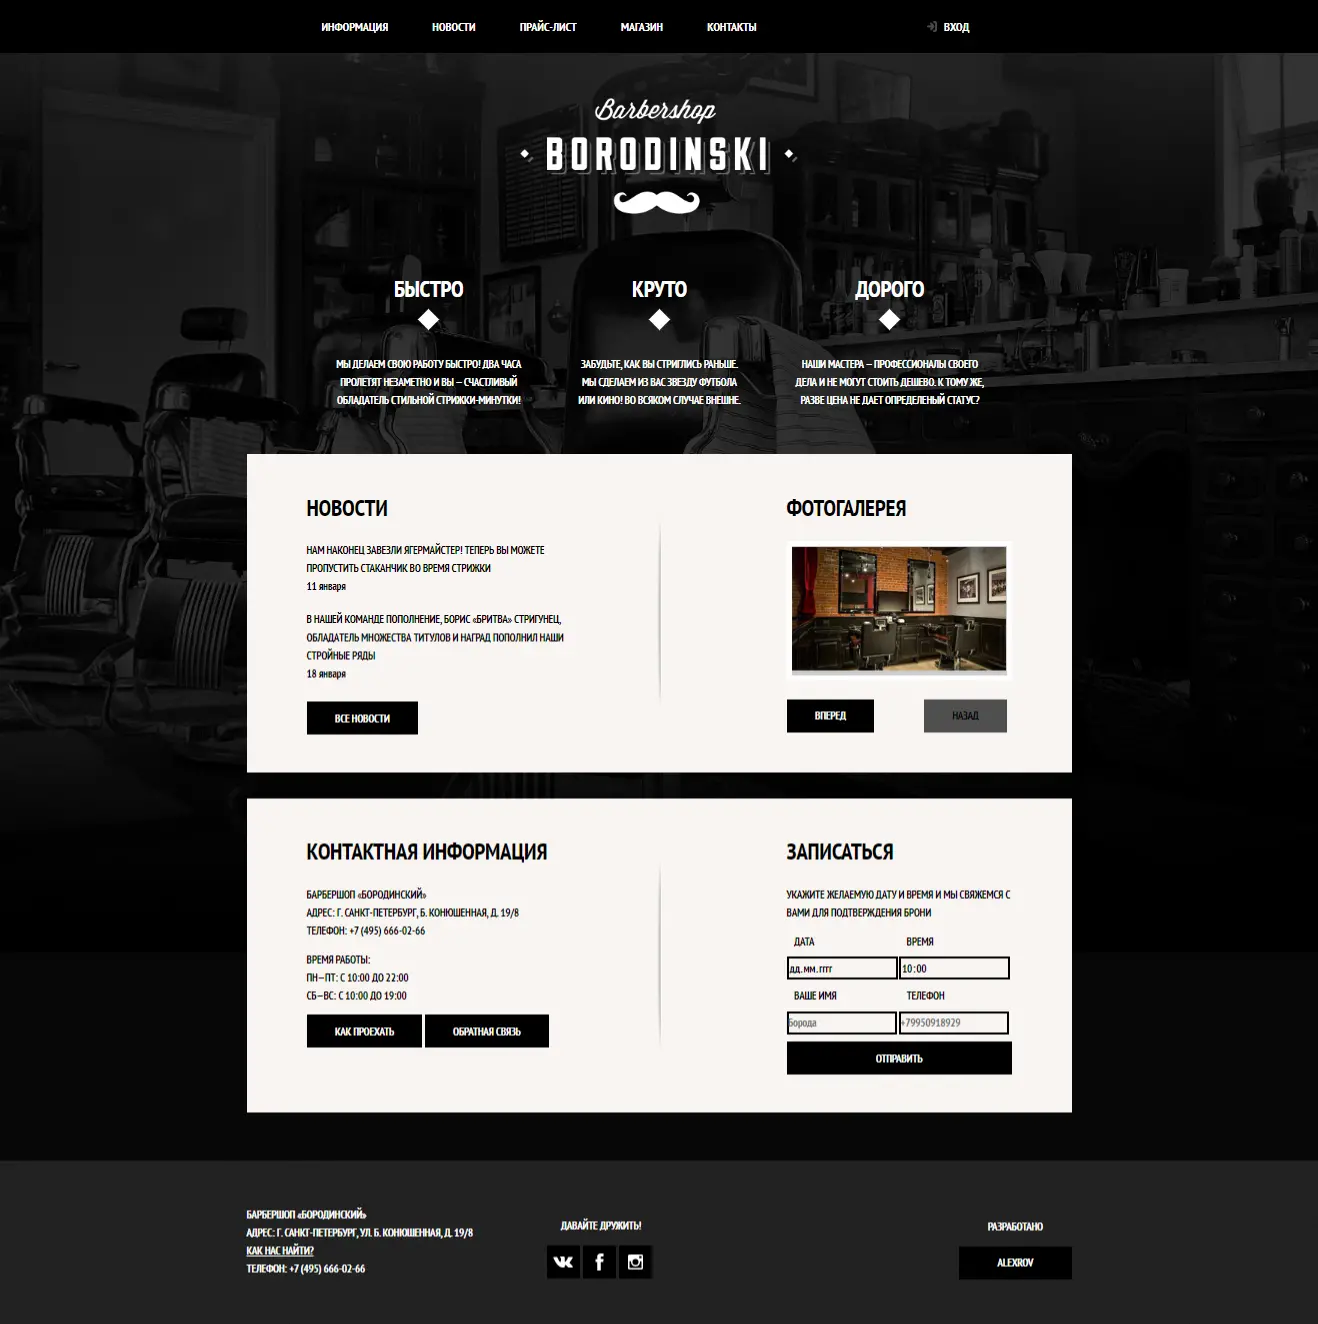 ИНФОРМАЦИЯ НОВОСТИ ПРАЙС-ЛИСТ МАГАЗИН КОНТАКТЫ ВХОД
Barbershop
BORODINSKI
БЫСТРО
МЫ ДЕЛАЕМ СВОЮ РАБОТУ БЫСТРО! ДВА ЧАСА
ПРОЛЕТЯТ НЕЗАМЕТНО И ВЫ – СЧАСТЛИВЫЙ
ОБЛАДАТЕЛЬ СТИЛЬНОЙ СТРИЖКИ-МИНУТКИ!
КРУТО
ЗАБУДЬТЕ, КАК ВЫ СТРИГЛИСЬ РАНЬШЕ.
МЫ СДЕЛАЕМ ИЗ ВАС ЗВЕЗДУ ФУТБОЛА
ИЛИ КИНО! ВО ВСЯКОМ СЛУЧАЕ ВНЕШНЕ.
ДОРОГО
НАШИ МАСТЕРА – ПРОФЕССИОНАЛЫ СВОЕГО
ДЕЛА И НЕ МОГУТ СТОИТЬ ДЕШЕВО. К ТОМУ ЖЕ,
РАЗВЕ ЦЕНА НЕ ДАЕТ ОПРЕДЕЛЕНЫЙ СТАТУС?
НОВОСТИ
НАМ НАКОНЕЦ ЗАВЕЗЛИ ЯГЕРМАЙСТЕР! ТЕПЕРЬ ВЫ МОЖЕТЕ
ПРОПУСТИТЬ СТАКАНЧИК ВО ВРЕМЯ СТРИЖКИ
11 января
В НАШЕЙ КОМАНДЕ ПОПОЛНЕНИЕ, БОРИС «БРИТВА» СТРИГУНЕЦ,
ОБЛАДАТЕЛЬ МНОЖЕСТВА ТИТУЛОВ И НАГРАД ПОПОЛНИЛ НАШИ
СТРОЙНЫЕ РЯДЫ
18 января
ВСЕ НОВОСТИ
ФОТОГАЛЕРЕЯ
ВПЕРЕД НАЗАД
КОНТАКТНАЯ ИНФОРМАЦИЯ
БАРБЕРШОП «БОРОДИНСКИЙ»
АДРЕС: Г. САНКТ-ПЕТЕРБУРГ, Б. КОНЮШЕННАЯ, Д. 19/8
ТЕЛЕФОН: +7 (495) 666-02-66
ВРЕМЯ РАБОТЫ:
ПН–ПТ: С 10:00 ДО 22:00
СБ–ВС: С 10:00 ДО 19:00
КАК ПРОЕХАТЬ ОБРАТНАЯ СВЯЗЬ
ЗАПИСАТЬСЯ
УКАЖИТЕ ЖЕЛАЕМУЮ ДАТУ И ВРЕМЯ И МЫ СВЯЖЕМСЯ С
ВАМИ ДЛЯ ПОДТВЕРЖДЕНИЯ БРОНИ
ДАТА ВРЕМЯ
дд.мм.гггг 10:00
ВАШЕ ИМЯ ТЕЛЕФОН
Борода +79950918929
ОТПРАВИТЬ
БАРБЕРШОП «БОРОДИНСКИЙ»
АДРЕС: Г. САНКТ-ПЕТЕРБУРГ, УЛ. Б. КОНЮШЕННАЯ, Д. 19/8
КАК НАС НАЙТИ?
ТЕЛЕФОН: +7 (495) 666-02-66
ДАВАЙТЕ ДРУЖИТЬ!
РАЗРАБОТАНО
ALEXROV